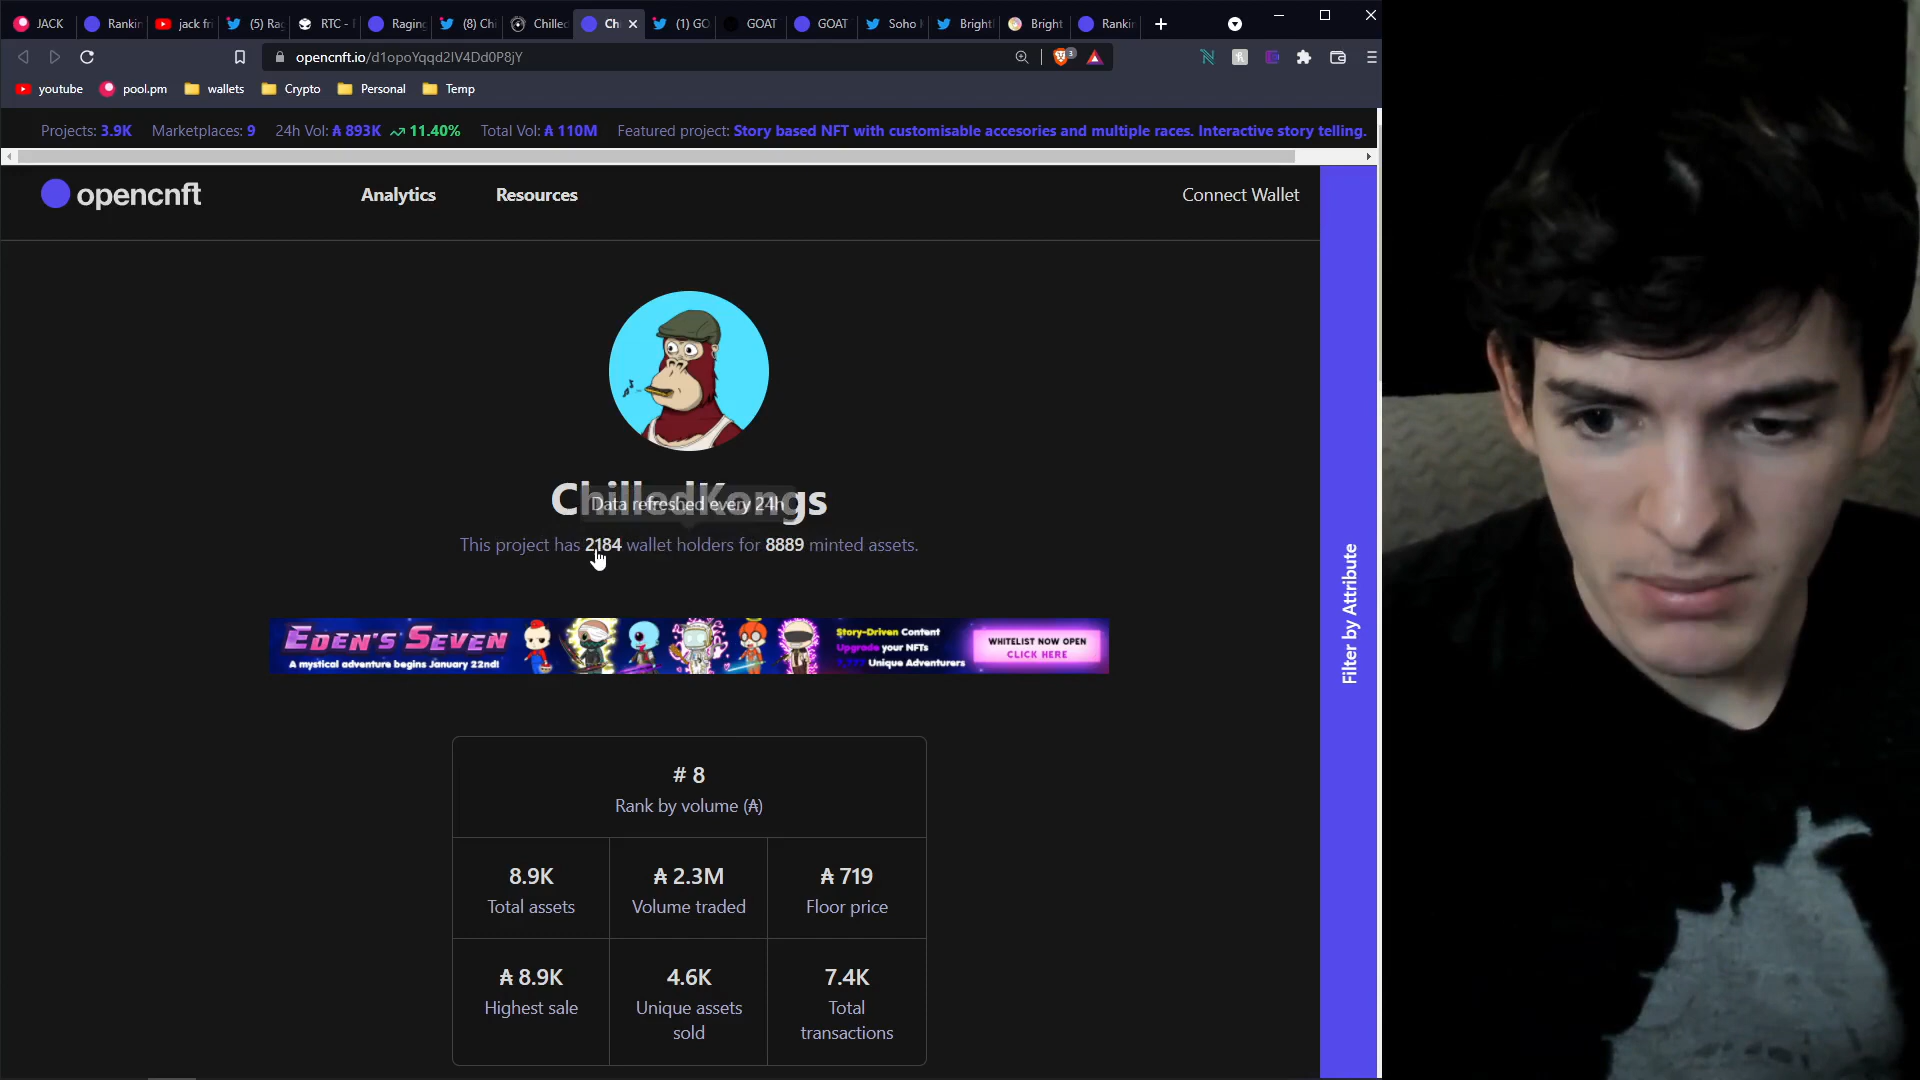 JACK
Rankin
jack fri
(5) Rag
RTC - T
Raging
(8) Chi
Chilled
Ch
(1) GO
GOAT
GOAT
Soho
Bright
Bright
Rankin
opencnft.io/d1opoYqqd2IV4Dd0P8jY
3
youtube
pool.pm
wallets
Crypto
Personal
Temp
Projects: 3.9K
Marketplaces: 9
24h Vol: ₳ 893K 11.40%
Total Vol: ₳ 110M
Featured project: Story based NFT with customisable accesories and multiple races. Interactive story telling.
opencnft
Analytics
Resources
Connect Wallet
ChilledKongs
Data refreshed every 24h
This project has 2184 wallet holders for 8889 minted assets.
EDEN'S SEVEN
A mystical adventure begins January 22nd!
Story-Driven Content
Upgrade your NFTs
7,777 Unique Adventurers
WHITELIST NOW OPEN
CLICK HERE
Filter by Attribute
# 8
Rank by volume (₳)
8.9K
Total assets
₳ 2.3M
Volume traded
₳ 719
Floor price
₳ 8.9K
Highest sale
4.6K
Unique assets
sold
7.4K
Total
transactions